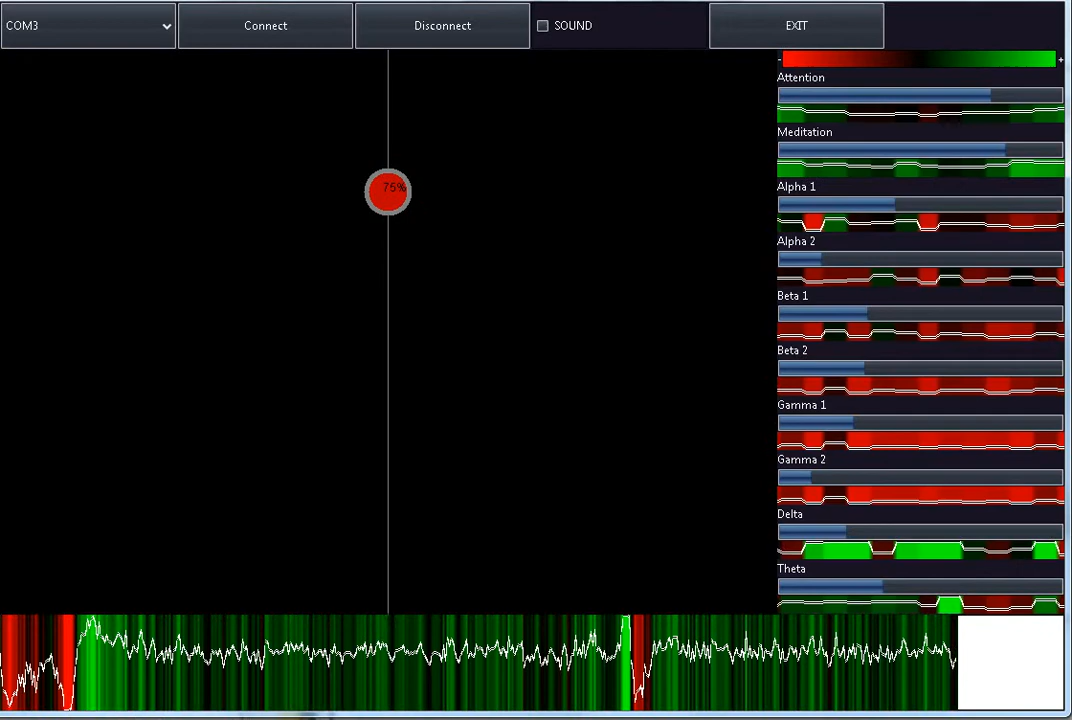 COM3
Connect
Disconnect
SOUND
EXIT
- +
Attention
75%
Meditation
Alpha 1
Alpha 2
Beta 1
Beta 2
Gamma 1
Gamma 2
Delta
Theta